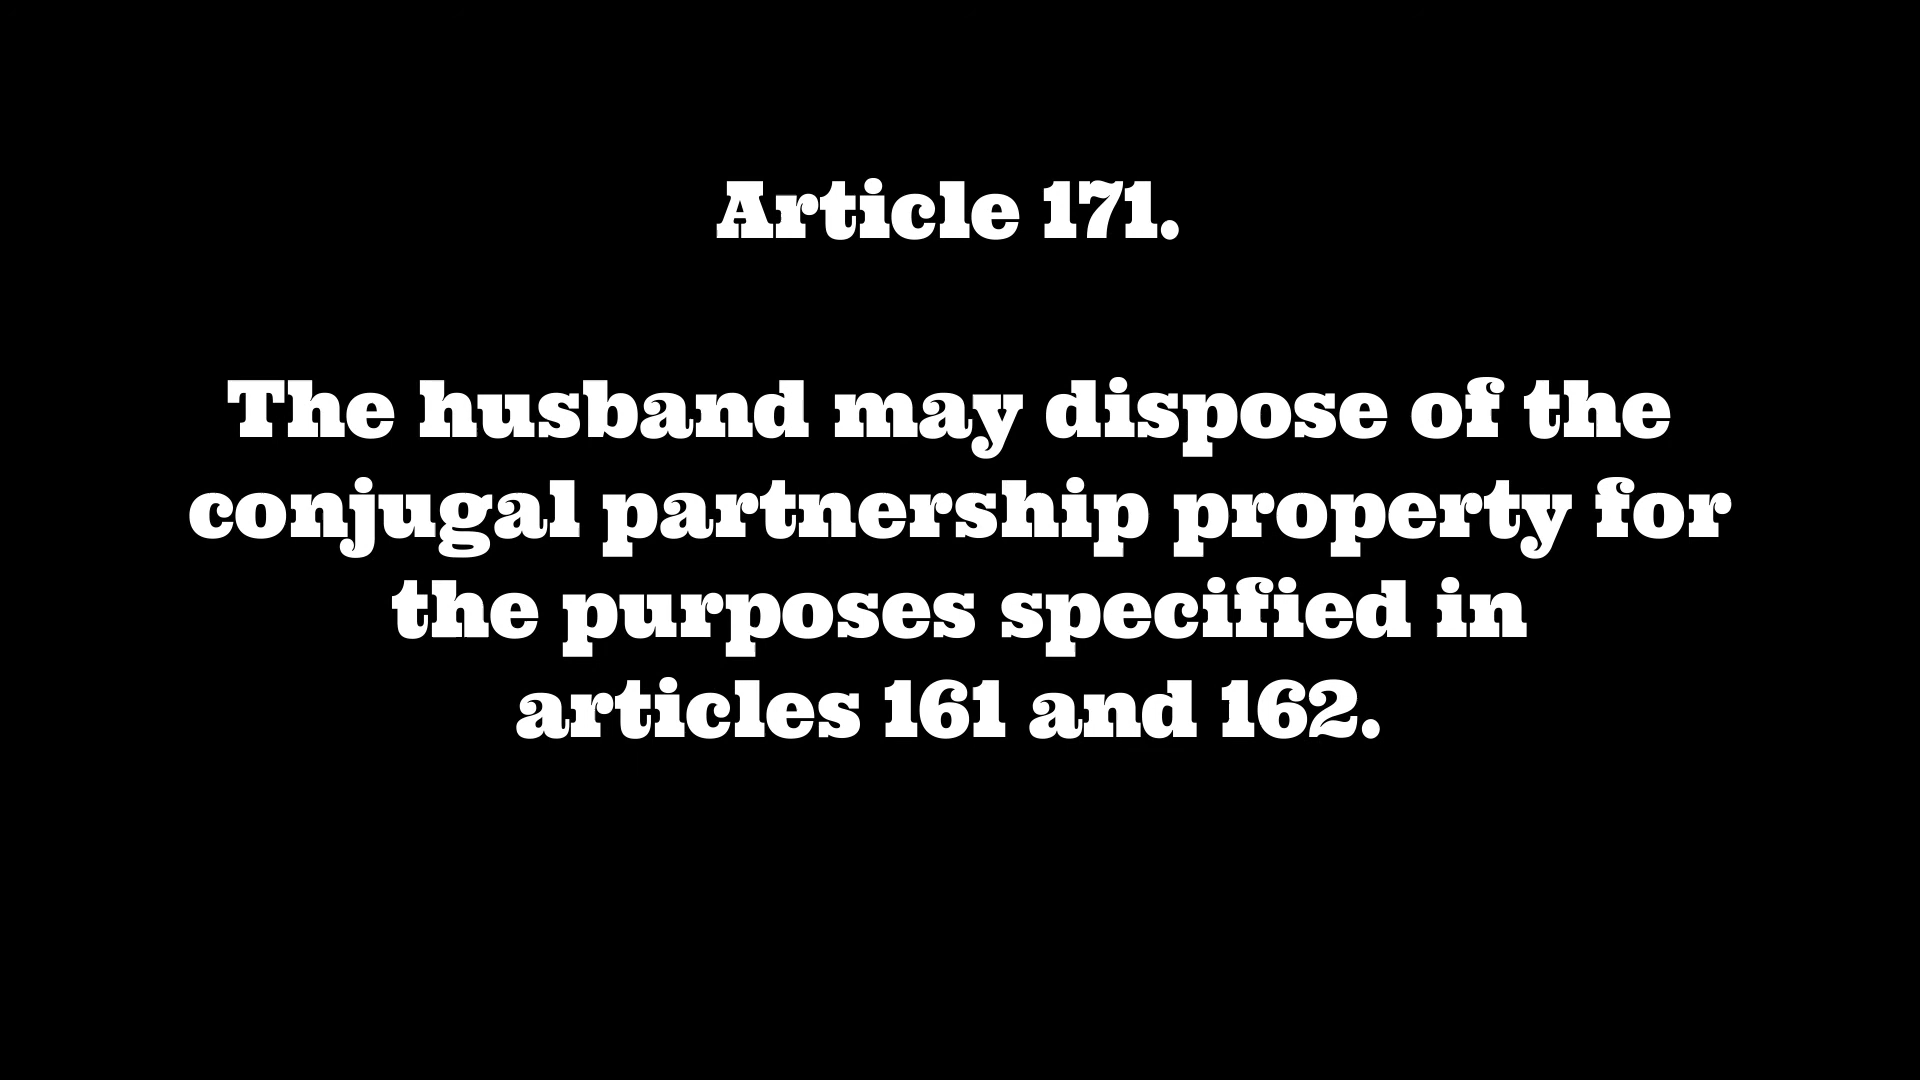 Article 171.
The husband may dispose of the
conjugal partnership property for
the purposes specified in
articles 161 and 162.